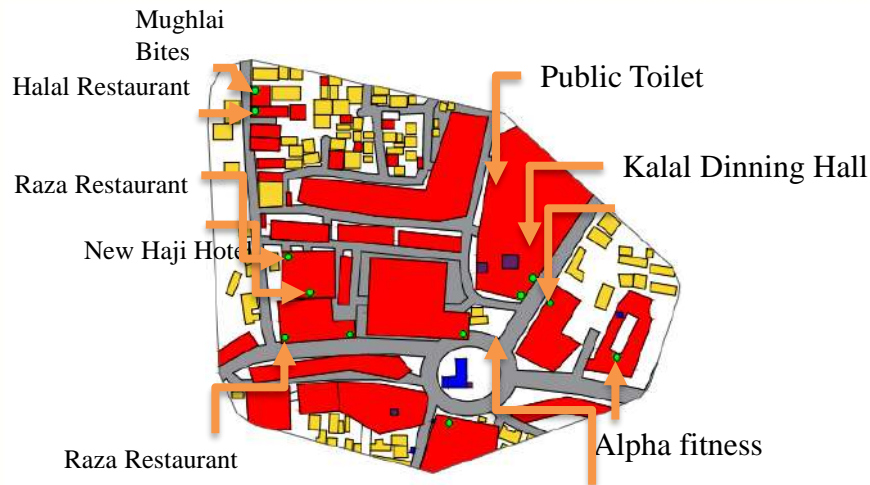 Mughlai
Bites
Halal Restaurant
Public Toilet
Kalal Dinning Hall
Raza Restaurant
New Haji Hotel
Raza Restaurant
Alpha fitness